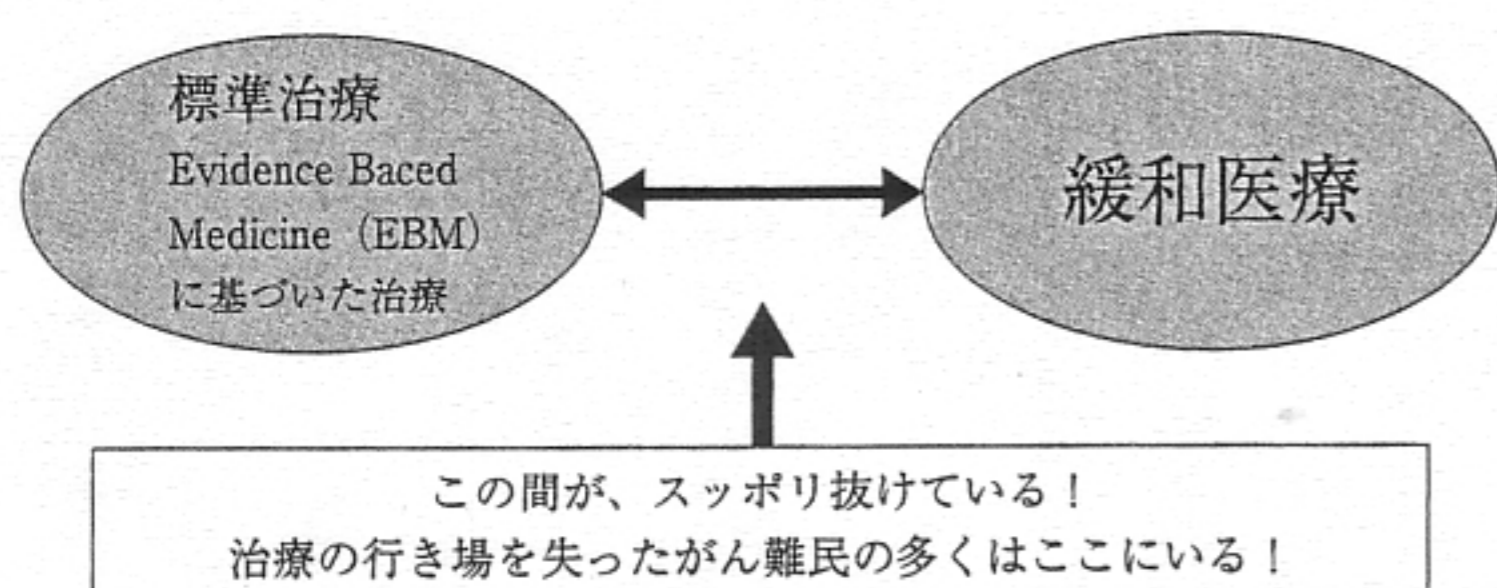 標準治療
Evidence Baced
Medicine（EBM）
に基づいた治療
緩和医療
この間が、スッポリ抜けている！
治療の行き場を失ったがん難民の多くはここにいる！